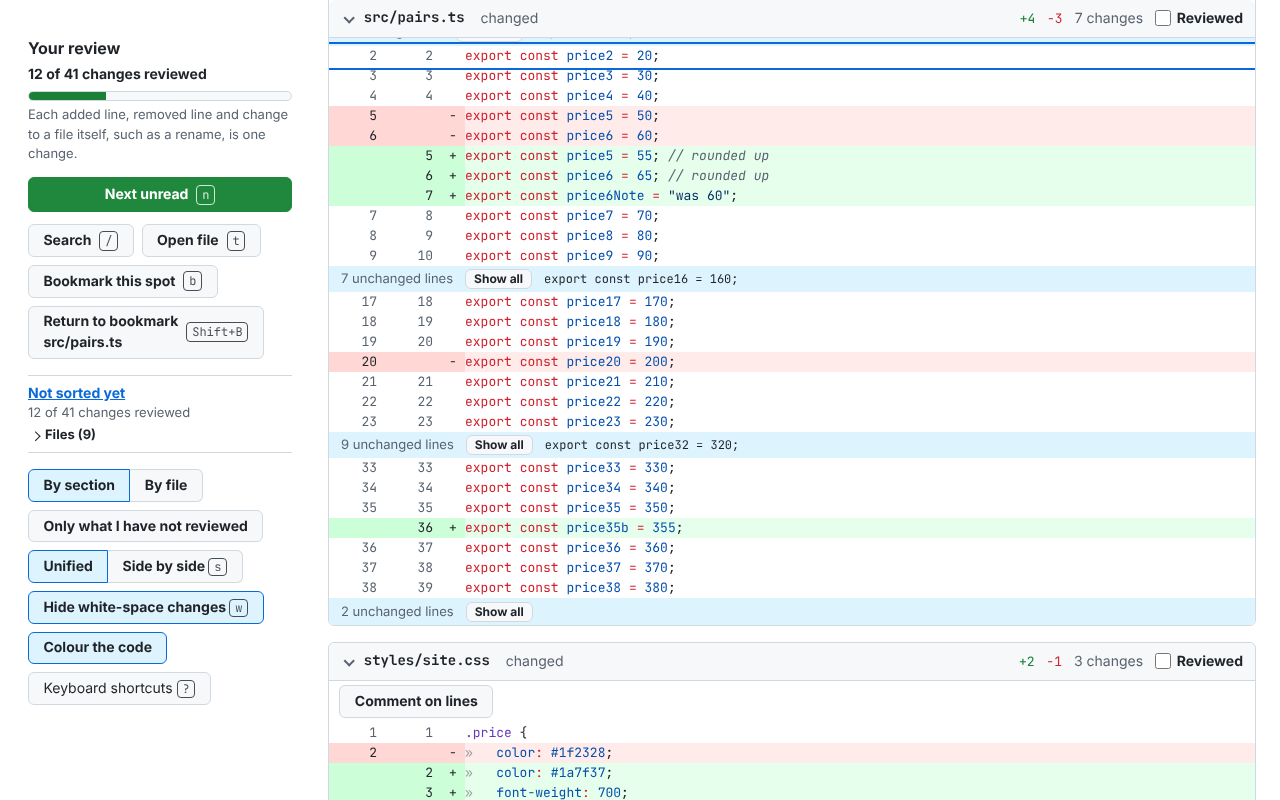 Your review
12 of 41 changes reviewed
Each added line, removed line and change
to a file itself, such as a rename, is one
change.
Next unread n
Search / Open file t
Bookmark this spot b
Return to bookmark
src/pairs.ts Shift+B
Not sorted yet
12 of 41 changes reviewed
Files (9)
By section By file
Only what I have not reviewed
Unified Side by side s
Hide white-space changes w
Colour the code
Keyboard shortcuts ?
src/pairs.ts changed +4 -3 7 changes Reviewed
2 2 export const price2 = 20;
3 3 export const price3 = 30;
4 4 export const price4 = 40;
5 - export const price5 = 50;
6 - export const price6 = 60;
5 + export const price5 = 55; // rounded up
6 + export const price6 = 65; // rounded up
7 + export const price6Note = "was 60";
7 8 export const price7 = 70;
8 9 export const price8 = 80;
9 10 export const price9 = 90;
7 unchanged lines Show all export const price16 = 160;
17 18 export const price17 = 170;
18 19 export const price18 = 180;
19 20 export const price19 = 190;
20 - export const price20 = 200;
21 21 export const price21 = 210;
22 22 export const price22 = 220;
23 23 export const price23 = 230;
9 unchanged lines Show all export const price32 = 320;
33 33 export const price33 = 330;
34 34 export const price34 = 340;
35 35 export const price35 = 350;
36 + export const price35b = 355;
36 37 export const price36 = 360;
37 38 export const price37 = 370;
38 39 export const price38 = 380;
2 unchanged lines Show all
styles/site.css changed +2 -1 3 changes Reviewed
Comment on lines
1 1 .price {
2 - » color: #1f2328;
2 + » color: #1a7f37;
3 + » font-weight: 700;